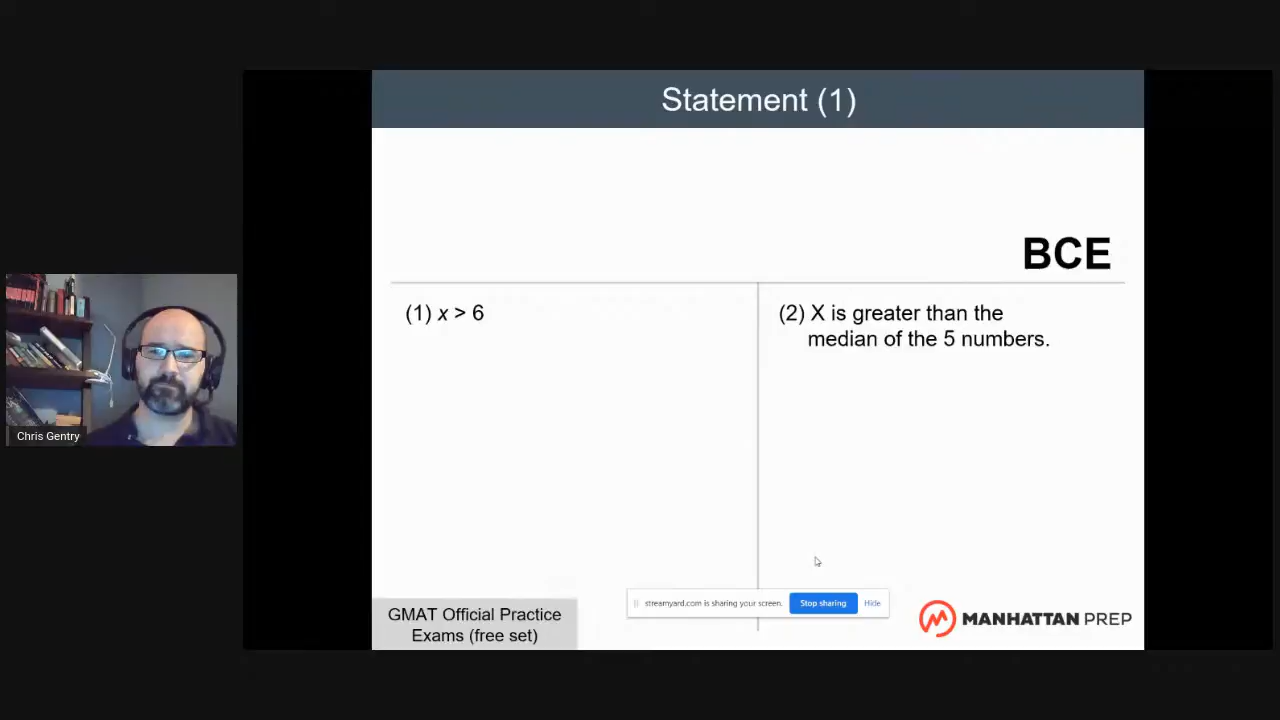 Statement (1)
BCE
(1) x > 6
(2) X is greater than the
median of the 5 numbers.
Chris Gentry
streamyard.com is sharing your screen.
Stop sharing
Hide
GMAT Official Practice
Exams (free set)
MANHATTAN PREP